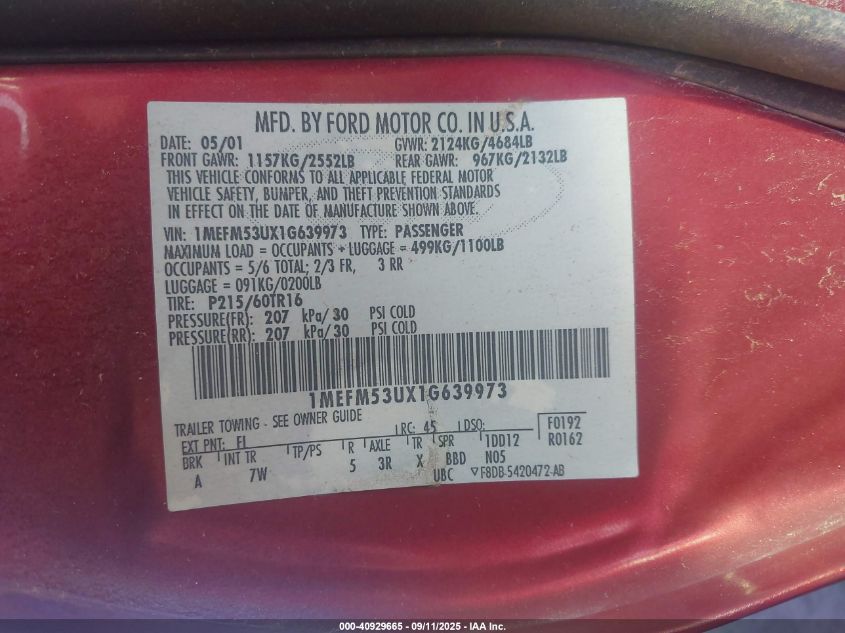 MFD. BY FORD MOTOR CO. IN U.S.A.
DATE: 05/01 GVWR: 2124KG/4684LB
FRONT GAWR: 1157KG/2552LB REAR GAWR: 967KG/2132LB
THIS VEHICLE CONFORMS TO ALL APPLICABLE FEDERAL MOTOR
VEHICLE SAFETY, BUMPER, AND THEFT PREVENTION STANDARDS
IN EFFECT ON THE DATE OF MANUFACTURE SHOWN ABOVE.
VIN: 1MEFM53UX1G639973 TYPE: PASSENGER
MAXIMUM LOAD = OCCUPANTS + LUGGAGE = 499KG/1100LB
OCCUPANTS = 5/6 TOTAL; 2/3 FR, 3 RR
LUGGAGE = 091KG/0200LB
TIRE: P215/60TR16
PRESSURE(FR): 207 kPa/ 30 PSI COLD
PRESSURE(RR): 207 kPa/ 30 PSI COLD
1MEFM53UX1G639973
TRAILER TOWING - SEE OWNER GUIDE
EXT PNT: FI RC: 45 DSO: F0192
BRK INT TR TP/PS R AXLE TR SPR 1DD12 R0162
A 7W 5 3R X BBD N05
UBC ▽F8DB-5420472-AB
000-40929665 - 09/11/2025 - IAA Inc.